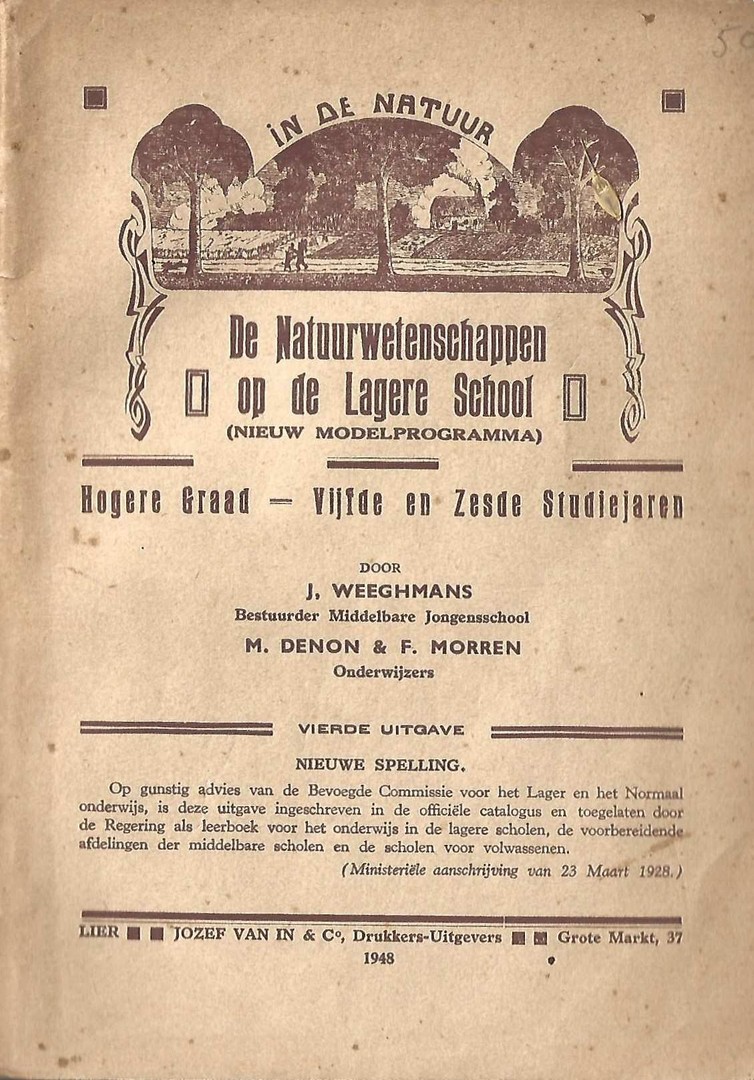 iN DE NATUUR
De Natuurwetenschappen
op de Lagere School
(NIEUW MODELPROGRAMMA)
Hogere Graad — Vijfde en Zesde Studiejaren
DOOR
J. WEEGHMANS
Bestuurder Middelbare Jongensschool
M. DENON & F. MORREN
Onderwijzers
VIERDE UITGAVE
NIEUWE SPELLING.
Op gunstig advies van de Bevoegde Commissie voor het Lager en het Normaal
onderwijs, is deze uitgave ingeschreven in de officiële catalogus en toegelaten door
de Regering als leerboek voor het onderwijs in de lagere scholen, de voorbereidende
afdelingen der middelbare scholen en de scholen voor volwassenen.
(Ministeriële aanschrijving van 23 Maart 1928.)
LIER JOZEF VAN IN & Cº, Drukkers-Uitgevers Grote Markt, 37
1948